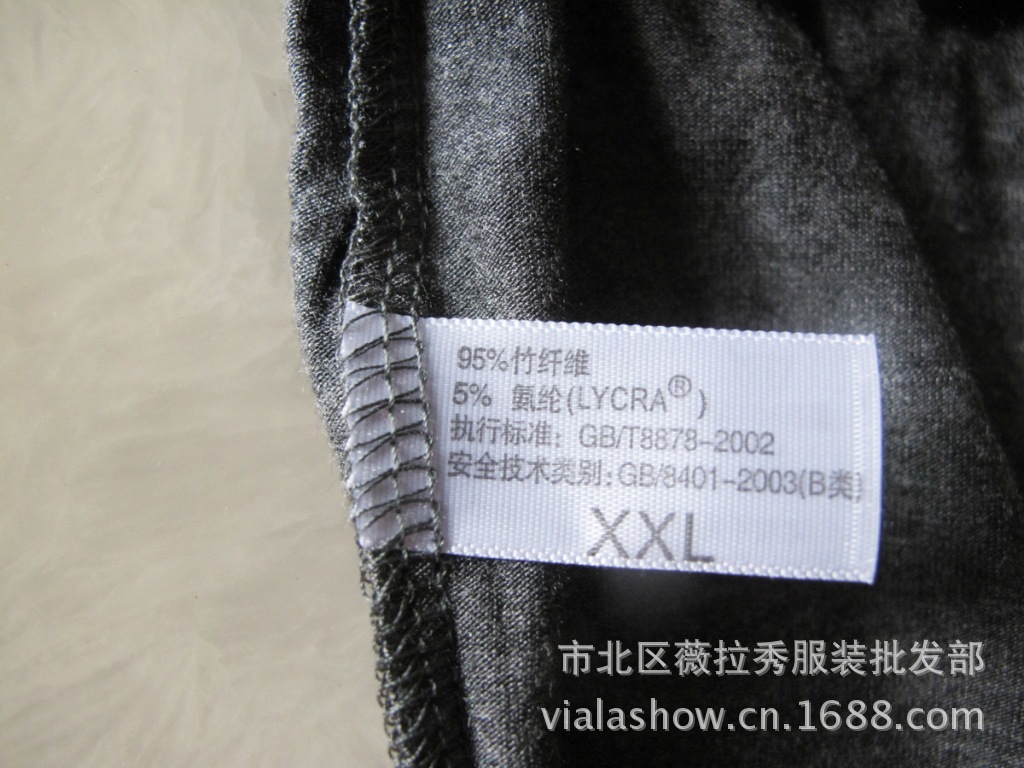 95%竹纤维
5% 氨纶(LYCRA®)
执行标准: GB/T8878-2002
安全技术类别:GB/8401-2003(B类)
XXL
市北区薇拉秀服装批发部
vialashow.cn.1688.com